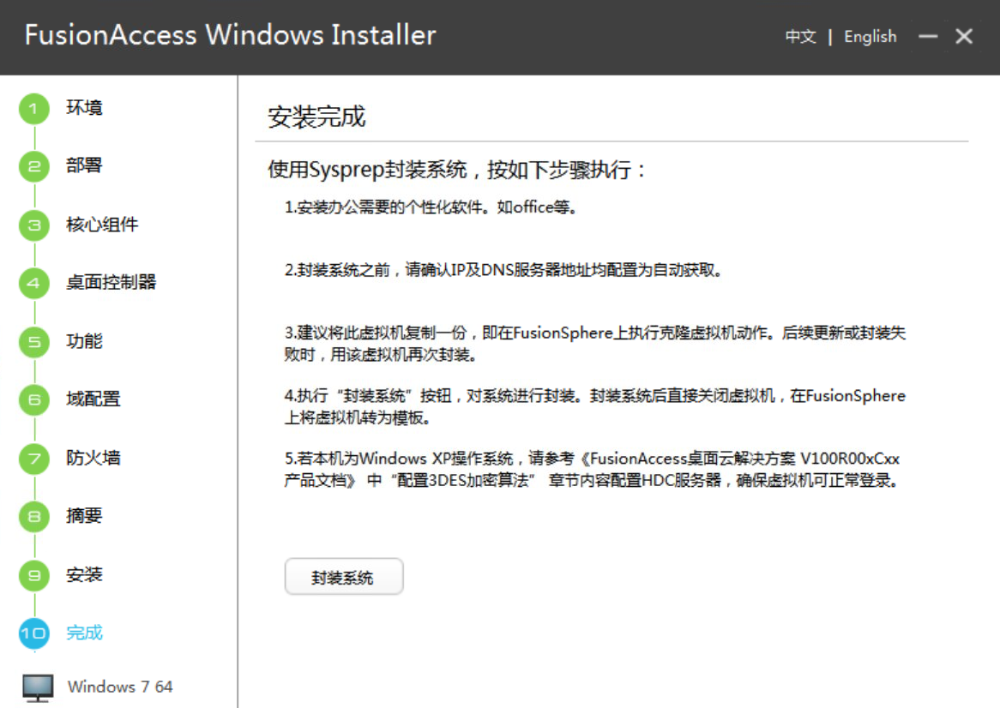 FusionAccess Windows Installer
中文 | English
1 环境
2 部署
3 核心组件
4 桌面控制器
5 功能
6 域配置
7 防火墙
8 摘要
9 安装
10 完成
Windows 7 64
安装完成
使用Sysprep封装系统，按如下步骤执行：
1.安装办公需要的个性化软件。如office等。
2.封装系统之前，请确认IP及DNS服务器地址均配置为自动获取。
3.建议将此虚拟机复制一份，即在FusionSphere上执行克隆虚拟机动作。后续更新或封装失
败时，用该虚拟机再次封装。
4.执行“封装系统”按钮，对系统进行封装。封装系统后直接关闭虚拟机，在FusionSphere
上将虚拟机转为模板。
5.若本机为Windows XP操作系统，请参考《FusionAccess桌面云解决方案 V100R00xCxx
产品文档》 中“配置3DES加密算法” 章节内容配置HDC服务器，确保虚拟机可正常登录。
封装系统